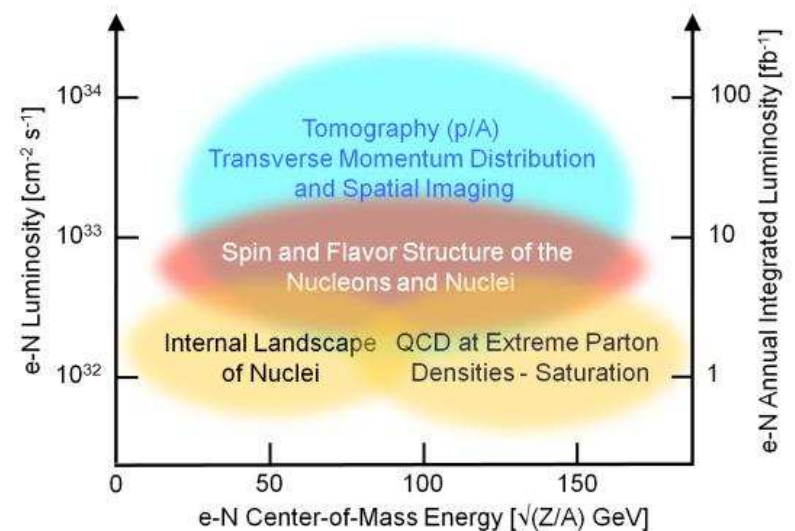 e-N Luminosity [cm-2 s-1]
10³⁴
10³³
10³²
Tomography (p/A)
Transverse Momentum Distribution
and Spatial Imaging
Spin and Flavor Structure of the
Nucleons and Nuclei
Internal Landscape
of Nuclei
QCD at Extreme Parton
Densities - Saturation
100
10
1
e-N Annual Integrated Luminosity [fb-1]
0
50
100
150
e-N Center-of-Mass Energy [√(Z/A) GeV]